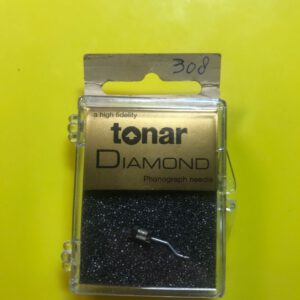 308
a high fidelity
tonar
DIAMOND
Phonograph needle